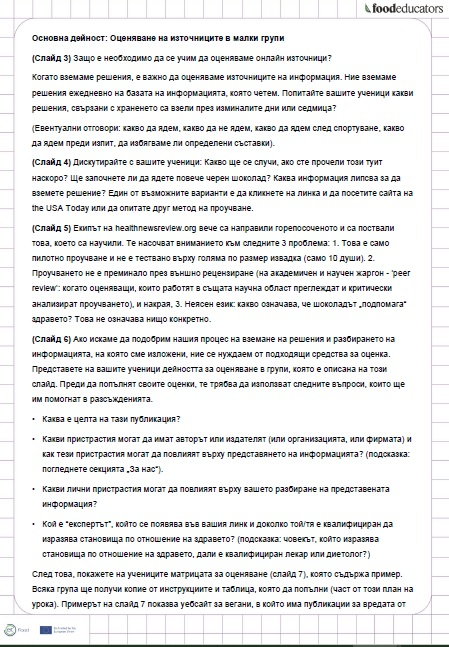 foodeducators
Основна дейност: Оценяване на източниците в малки групи
(Слайд 3) Защо е необходимо да се учим да оценяваме онлайн източници?
Когато вземаме решения, е важно да оценяваме източниците на информация. Ние вземаме
решения ежедневно на базата на информацията, която четем. Попитайте вашите ученици какви
решения, свързани с храненето са взели през изминалите дни или седмица?
(Евентуални отговори: какво да ядем, какво да не ядем, какво да ядем след спортуване, какво
да ядем преди изпит, да избягваме ли определени съставки).
(Слайд 4) Дискутирайте с вашите ученици: Какво ще се случи, ако сте прочели този туит
наскоро? Ще започнете ли да ядете повече черен шоколад? Каква информация липсва за да
вземете решение? Един от възможните варианти е да кликнете на линка и да посетите сайта на
the USA Today или да опитате друг метод на проучване.
(Слайд 5) Екипът на healthnewsreview.org вече са направили горепосоченото и са поствали
това, което са научили. Те насочват вниманието към следните 3 проблема: 1. Това е само
пилотно проучване и не е тествано върху голяма по размер извадка (само 10 души). 2.
Проучването не е преминало през външно рецензиране (на академичен и научен жаргон - 'peer
review': когато оценяващи, които работят в същата научна област преглеждат и критически
анализират проучването), и накрая, 3. Неясен език: какво означава, че шоколадът „подпомага“
здравето? Това не означава нищо конкретно.
(Слайд 6) Ако искаме да подобрим нашия процес на вземане на решения и разбирането на
информацията, на която сме изложени, ние се нуждаем от подходящи средства за оценка.
Представете на вашите ученици дейността за оценяване в групи, която е описана на този
слайд. Преди да попълнят своите оценки, те трябва да използват следните въпроси, които ще
им помогнат в разсъжденията.
• Каква е целта на тази публикация?
• Какви пристрастия могат да имат авторът или издателят (или организацията, или фирмата) и
как тези пристрастия могат да повлияят върху представянето на информацията? (подсказка:
погледнете секцията „За нас“).
• Какви лични пристрастия могат да повлияят върху вашето разбиране на представената
информация?
• Кой е “експертът”, който се появява във вашия линк и доколко той/тя е квалифициран да
изразява становища по отношение на здравето? (подсказка: човекът, който изразява
становища по отношение на здравето, дали е квалифициран лекар или диетолог?)
След това, покажете на учениците матрицата за оценяване (слайд 7), която съдържа пример.
Всяка група ще получи копие от инструкциите и таблица, която да попълни (част от този план на
урока). Примерът на слайд 7 показва уебсайт за вегани, в който има публикации за вредата от